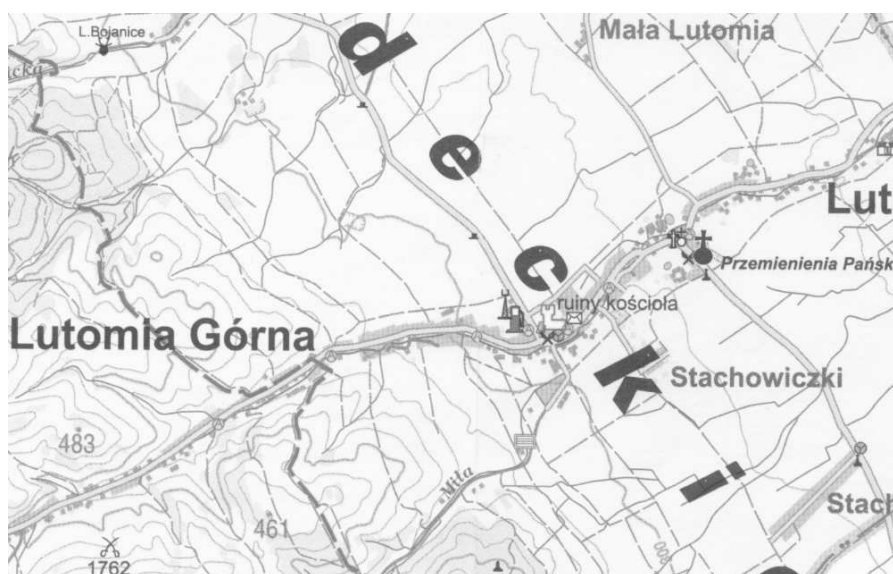 L.Bojanice
Mała Lutomia
d
e
c
k
i
Lut
Przemienienia Pańsk
ruiny kościoła
Lutomia Górna
Stachowiczki
483
Miła
Stach
461
1762